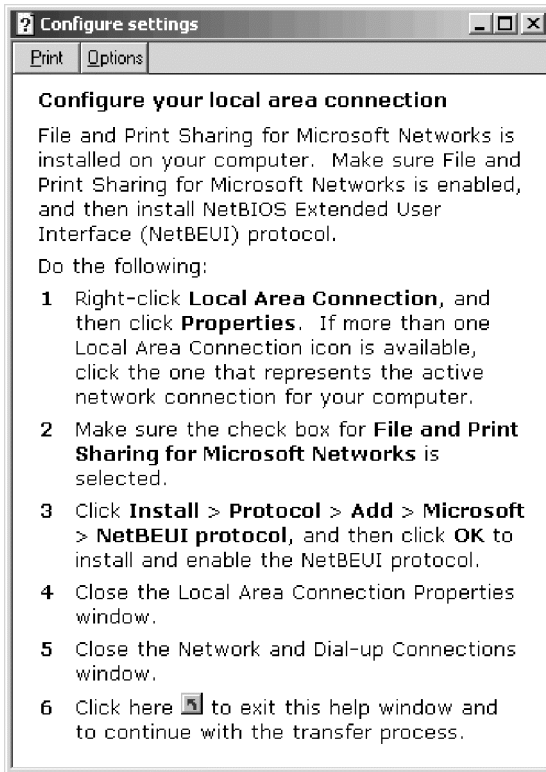 Configure settings
Print Options
Configure your local area connection
File and Print Sharing for Microsoft Networks is
installed on your computer. Make sure File and
Print Sharing for Microsoft Networks is enabled,
and then install NetBIOS Extended User
Interface (NetBEUI) protocol.
Do the following:
1 Right-click Local Area Connection, and
then click Properties. If more than one
Local Area Connection icon is available,
click the one that represents the active
network connection for your computer.
2 Make sure the check box for File and Print
Sharing for Microsoft Networks is
selected.
3 Click Install > Protocol > Add > Microsoft
> NetBEUI protocol, and then click OK to
install and enable the NetBEUI protocol.
4 Close the Local Area Connection Properties
window.
5 Close the Network and Dial-up Connections
window.
6 Click here to exit this help window and
to continue with the transfer process.